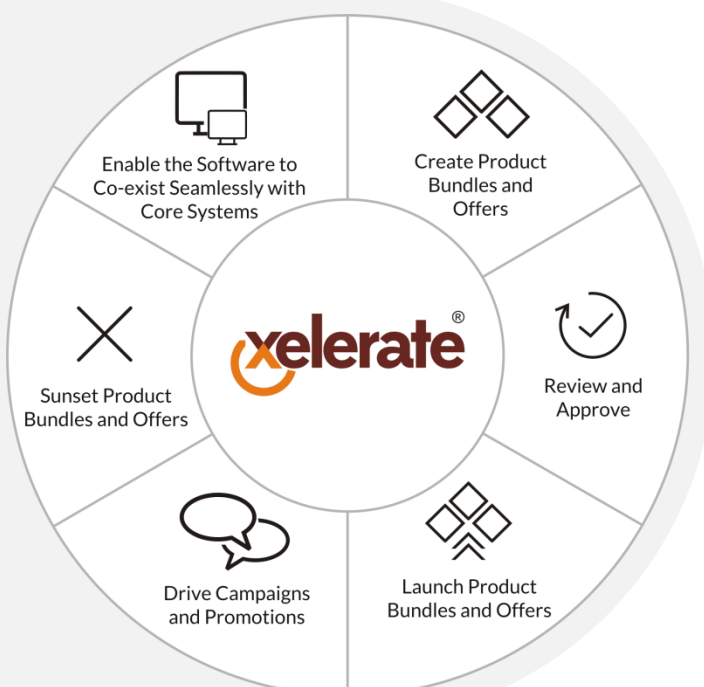 Enable the Software to
Co-exist Seamlessly with
Core Systems
Create Product
Bundles and
Offers
xelerate®
Sunset Product
Bundles and Offers
Review and
Approve
Drive Campaigns
and Promotions
Launch Product
Bundles and Offers